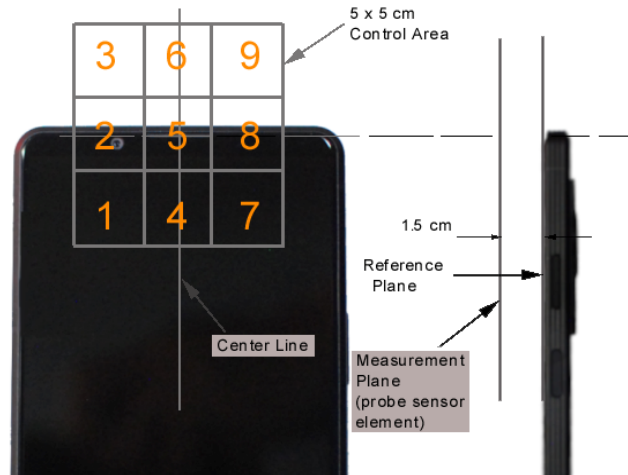 5 x 5 cm
Control Area
3 6 9
2 5 8
1 4 7
1.5 cm
Reference
Plane
Center Line
Measurement
Plane
(probe sensor
element)